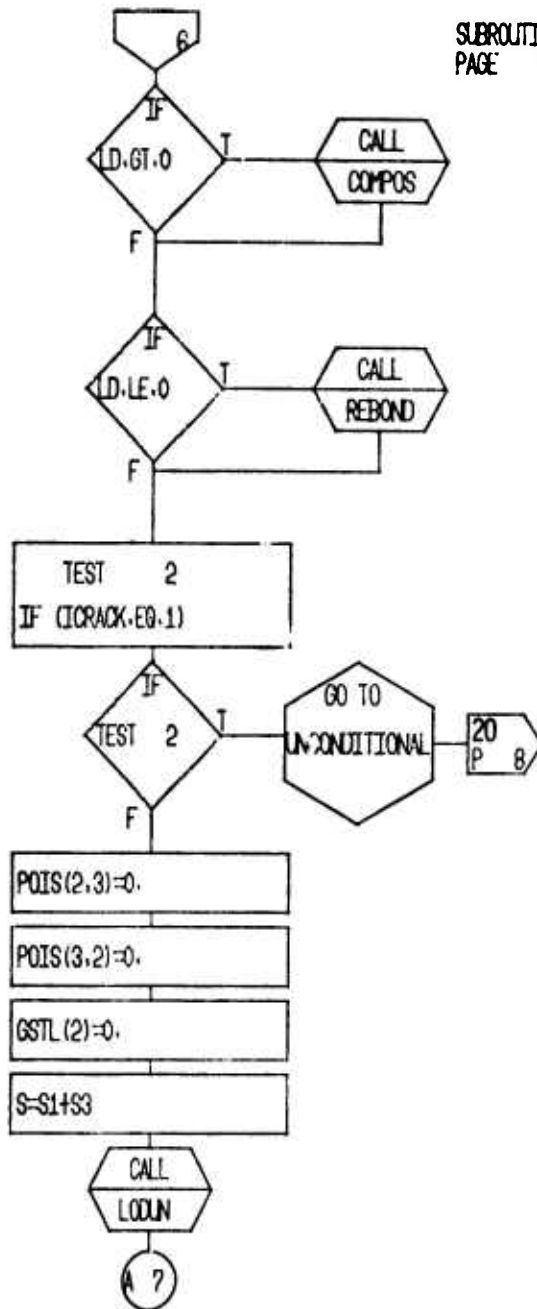 6
SUBROUTI
PAGE
IF
LD.GT.0
T
CALL
COMPOS
F
IF
LD.LE.0
T
CALL
REBOND
F
TEST 2
IF (ICRACK.EQ.1)
IF
TEST 2
T
GO TO
UNCONDITIONAL
20
P 8
F
POIS(2,3)=0.
POIS(3,2)=0.
GSTL(2)=0.
S=S1+S3
CALL
LODUN
A 7